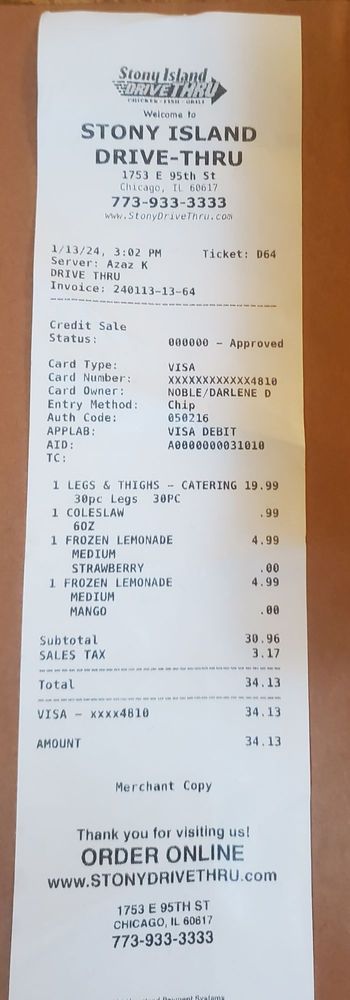 Stony Island
DRIVE THRU
CHICKEN · FISH · GRILL
Welcome to
STONY ISLAND
DRIVE-THRU
1753 E 95th St
Chicago, IL 60617
773-933-3333
www.StonyDriveThru.com
1/13/24, 3:02 PM Ticket: D64
Server: Azaz K
DRIVE THRU
Invoice: 240113-13-64
Credit Sale
Status: 000000 - Approved
Card Type: VISA
Card Number: XXXXXXXXXXXX4810
Card Owner: NOBLE/DARLENE D
Entry Method: Chip
Auth Code: 050216
APPLAB: VISA DEBIT
AID: A0000000031010
TC:
1 LEGS & THIGHS - CATERING 19.99
30pc Legs 30PC
1 COLESLAW .99
6OZ
1 FROZEN LEMONADE 4.99
MEDIUM
STRAWBERRY .00
1 FROZEN LEMONADE 4.99
MEDIUM
MANGO .00
Subtotal 30.96
SALES TAX 3.17
Total 34.13
VISA - xxxx4810 34.13
AMOUNT 34.13
Merchant Copy
Thank you for visiting us!
ORDER ONLINE
www.STONYDRIVETHRU.com
1753 E 95TH ST
CHICAGO, IL 60617
773-933-3333
Payment Systems